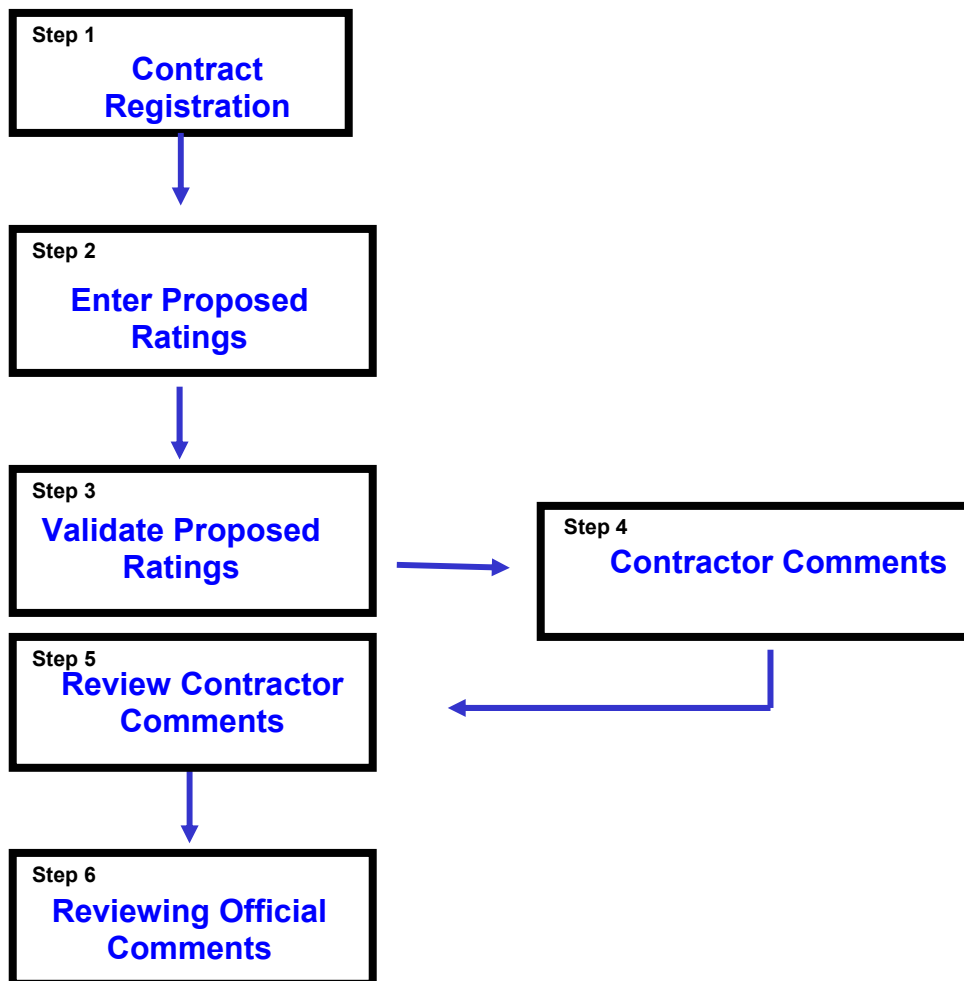 Step 1
Contract
Registration
Step 2
Enter Proposed
Ratings
Step 3
Validate Proposed
Ratings
Step 4
Contractor Comments
Step 5
Review Contractor
Comments
Step 6
Reviewing Official
Comments